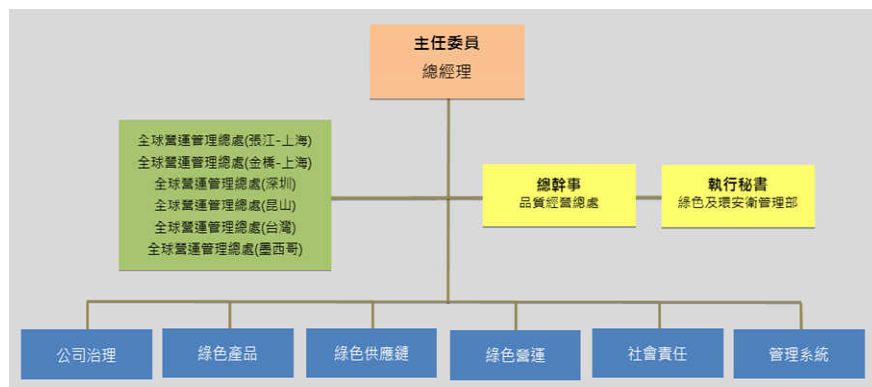 主任委員
總經理
全球營運管理總處(張江-上海)
全球營運管理總處(金橋-上海)
全球營運管理總處(深圳)
全球營運管理總處(昆山)
全球營運管理總處(台灣)
全球營運管理總處(墨西哥)
總幹事
品質經營總處
執行秘書
綠色及環安衛管理部
公司治理
綠色產品
綠色供應鏈
綠色營運
社會責任
管理系統